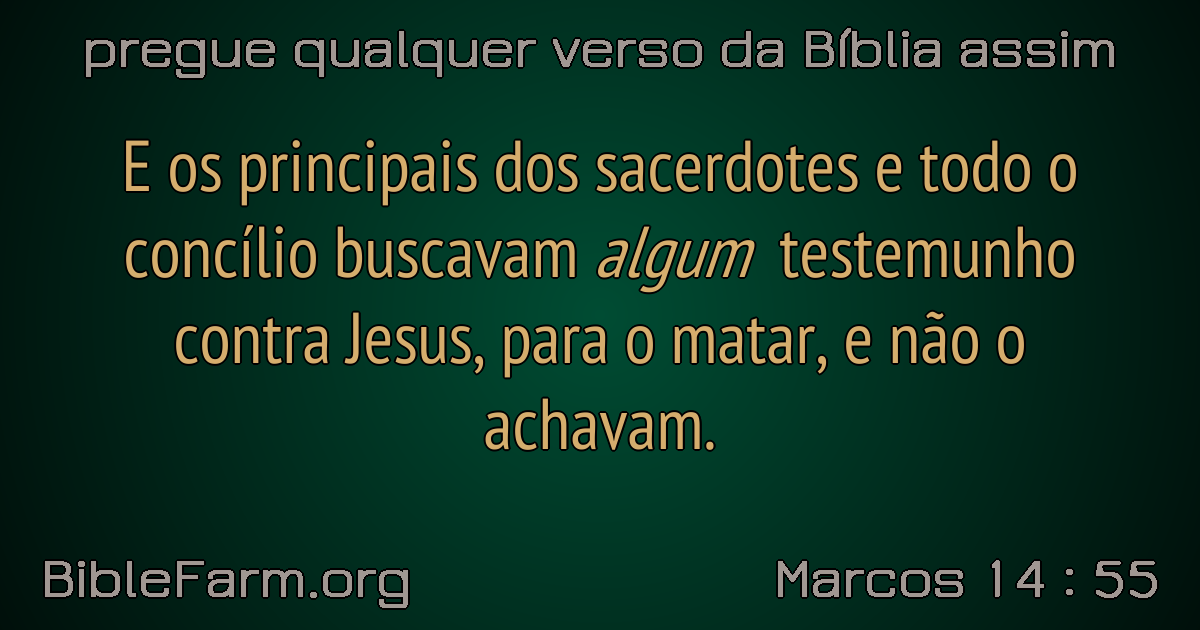 pregue qualquer verso da Bíblia assim
E os principais dos sacerdotes e todo o
concílio buscavam algum testemunho
contra Jesus, para o matar, e não o
achavam.
BibleFarm.org
Marcos 14 : 55